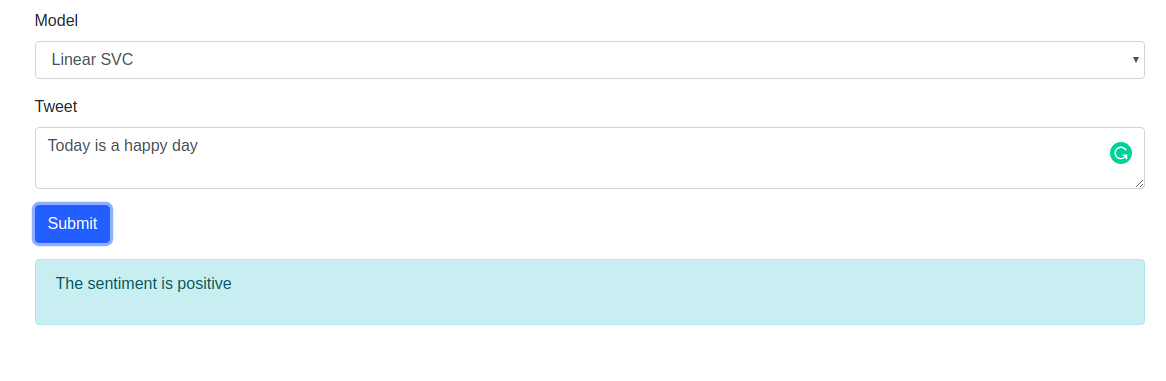 Model
Linear SVC
Tweet
Today is a happy day
Submit
The sentiment is positive